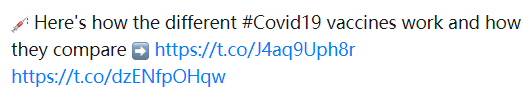 💉 Here's how the different #Covid19 vaccines work and how
they compare ➡️ https://t.co/J4aq9Uph8r
https://t.co/dzENfpOHqw